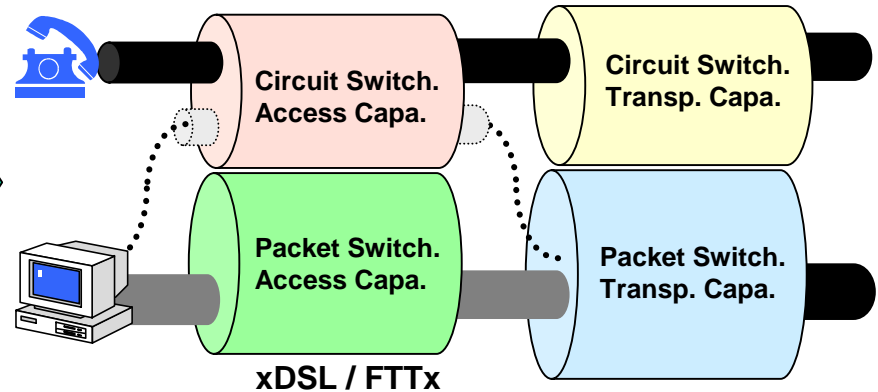 Circuit Switch.
Access Capa.
Circuit Switch.
Transp. Capa.
Packet Switch.
Access Capa.
Packet Switch.
Transp. Capa.
xDSL / FTTx